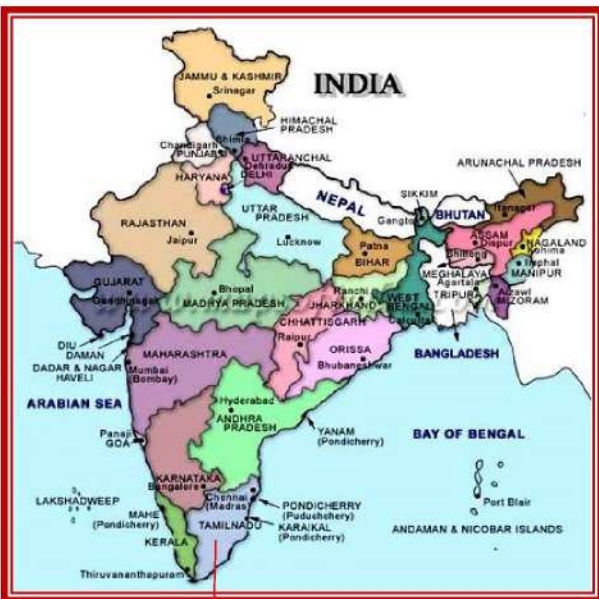 INDIA
JAMMU & KASHMIR
Srinagar
HIMACHAL
PRADESH
Shimla
Chandigarh
PUNJAB
UTTARANCHAL
Dehradun
HARYANA
DELHI
ARUNACHAL PRADESH
Itanagar
SIKKIM
Gangtok
NEPAL
BHUTAN
RAJASTHAN
Jaipur
UTTAR
PRADESH
Lucknow
Patna
BIHAR
ASSAM
Dispur
NAGALAND
Kohima
Shillong
MEGHALAYA
Imphal
MANIPUR
Agartala
TRIPURA
Aizawl
MIZORAM
GUJARAT
Gandhinagar
Bhopal
MADHYA PRADESH
Ranchi
JHARKHAND
WEST
BENGAL
Calcutta
CHHATTISGARH
Raipur
ORISSA
Bhubaneshwar
BANGLADESH
DIU
DAMAN
DADAR & NAGAR
HAVELI
MAHARASHTRA
Mumbai
(Bombay)
ARABIAN SEA
Hyderabad
ANDHRA
PRADESH
YANAM
(Pondicherry)
BAY OF BENGAL
Panaji
GOA
KARNATAKA
Bangalore
Chennai
(Madras)
PONDICHERRY
(Puduchery)
KARAIKAL
(Pondicherry)
LAKSHADWEEP
MAHE
(Pondicherry)
TAMILNADU
KERALA
Thiruvananthapuram
Port Blair
ANDAMAN & NICOBAR ISLANDS